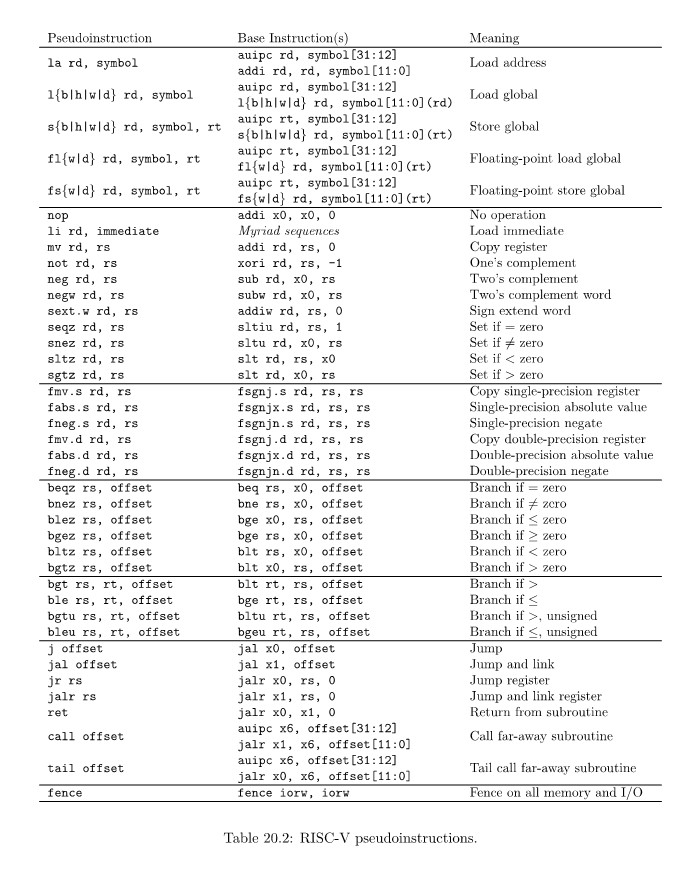 Pseudoinstruction Base Instruction(s) Meaning
la rd, symbol auipc rd, symbol[31:12] Load address
addi rd, rd, symbol[11:0]
l{b|h|w|d} rd, symbol auipc rd, symbol[31:12] Load global
l{b|h|w|d} rd, symbol[11:0](rd)
s{b|h|w|d} rd, symbol, rt auipc rt, symbol[31:12] Store global
s{b|h|w|d} rd, symbol[11:0](rt)
fl{w|d} rd, symbol, rt auipc rt, symbol[31:12] Floating-point load global
fl{w|d} rd, symbol[11:0](rt)
fs{w|d} rd, symbol, rt auipc rt, symbol[31:12] Floating-point store global
fs{w|d} rd, symbol[11:0](rt)
nop addi x0, x0, 0 No operation
li rd, immediate Myriad sequences Load immediate
mv rd, rs addi rd, rs, 0 Copy register
not rd, rs xori rd, rs, -1 One's complement
neg rd, rs sub rd, x0, rs Two's complement
negw rd, rs subw rd, x0, rs Two's complement word
sext.w rd, rs addiw rd, rs, 0 Sign extend word
seqz rd, rs sltiu rd, rs, 1 Set if = zero
snez rd, rs sltu rd, x0, rs Set if ≠ zero
sltz rd, rs slt rd, rs, x0 Set if < zero
sgtz rd, rs slt rd, x0, rs Set if > zero
fmv.s rd, rs fsgnj.s rd, rs, rs Copy single-precision register
fabs.s rd, rs fsgnjx.s rd, rs, rs Single-precision absolute value
fneg.s rd, rs fsgnjn.s rd, rs, rs Single-precision negate
fmv.d rd, rs fsgnj.d rd, rs, rs Copy double-precision register
fabs.d rd, rs fsgnjx.d rd, rs, rs Double-precision absolute value
fneg.d rd, rs fsgnjn.d rd, rs, rs Double-precision negate
beqz rs, offset beq rs, x0, offset Branch if = zero
bnez rs, offset bne rs, x0, offset Branch if ≠ zero
blez rs, offset bge x0, rs, offset Branch if ≤ zero
bgez rs, offset bge rs, x0, offset Branch if ≥ zero
bltz rs, offset blt rs, x0, offset Branch if < zero
bgtz rs, offset blt x0, rs, offset Branch if > zero
bgt rs, rt, offset blt rt, rs, offset Branch if >
ble rs, rt, offset bge rt, rs, offset Branch if ≤
bgtu rs, rt, offset bltu rt, rs, offset Branch if >, unsigned
bleu rs, rt, offset bgeu rt, rs, offset Branch if ≤, unsigned
j offset jal x0, offset Jump
jal offset jal x1, offset Jump and link
jr rs jalr x0, rs, 0 Jump register
jalr rs jalr x1, rs, 0 Jump and link register
ret jalr x0, x1, 0 Return from subroutine
call offset auipc x6, offset[31:12] Call far-away subroutine
jalr x1, x6, offset[11:0]
tail offset auipc x6, offset[31:12] Tail call far-away subroutine
jalr x0, x6, offset[11:0]
fence fence iorw, iorw Fence on all memory and I/O
Table 20.2: RISC-V pseudoinstructions.